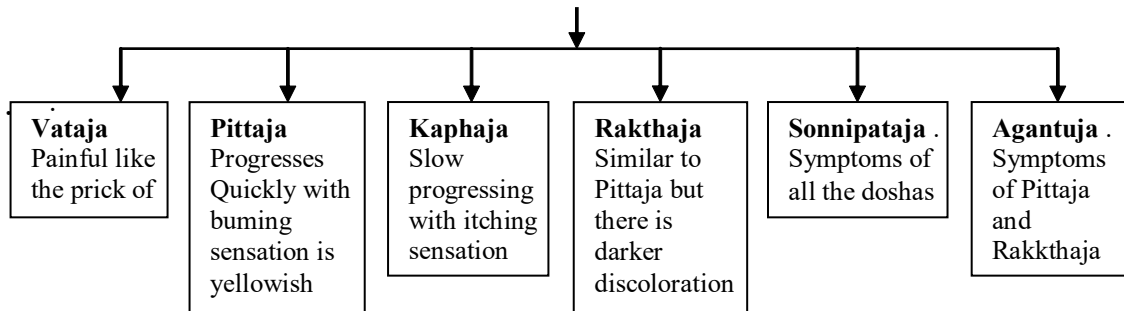 Vataja
Painful like
the prick of
Pittaja
Progresses
Quickly with
buming
sensation is
yellowish
Kaphaja
Slow
progressing
with itching
sensation
Rakthaja
Similar to
Pittaja but
there is
darker
discoloration
Sonnipataja .
Symptoms of
all the doshas
Agantuja .
Symptoms
of Pittaja
and
Rakkthaja